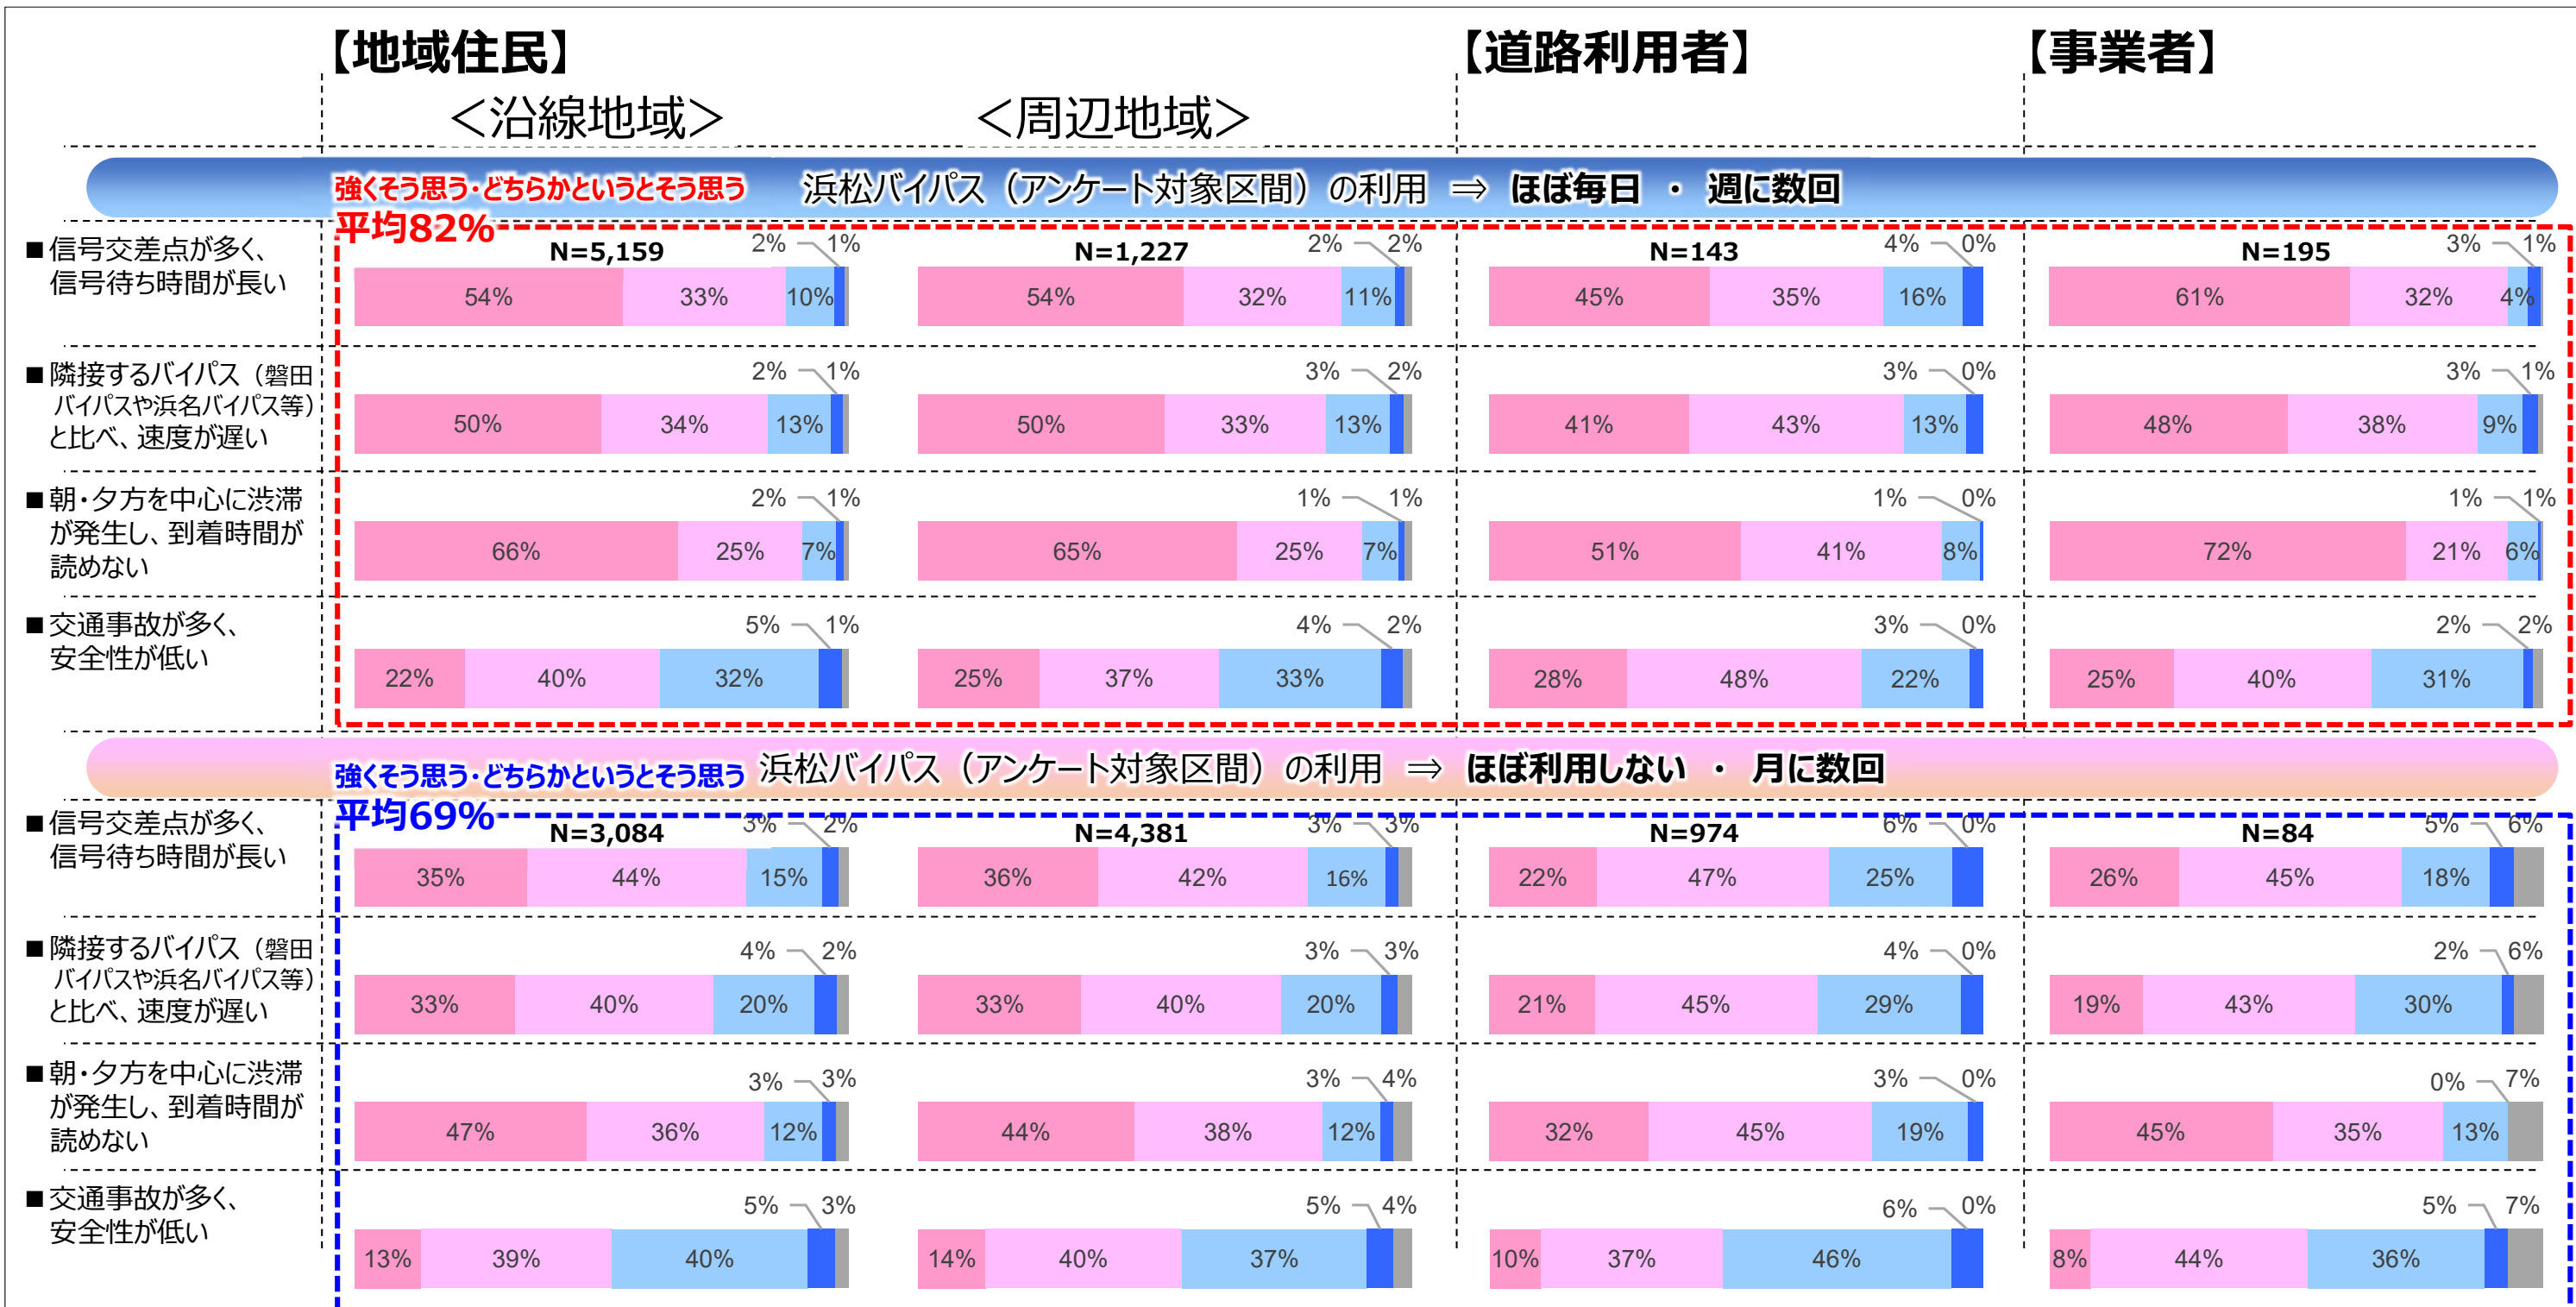 【地域住民】
【道路利用者】
【事業者】
＜沿線地域＞
＜周辺地域＞
強くそう思う・どちらかというとそう思う
浜松バイパス（アンケート対象区間）の利用 ⇒ ほぼ毎日 ・ 週に数回
平均82%
■信号交差点が多く、
信号待ち時間が長い
N=5,159
2% 1%
54% 33% 10%
N=1,227
2% 2%
54% 32% 11%
N=143
4% 0%
45% 35% 16%
N=195
3% 1%
61% 32% 4%
■隣接するバイパス（磐田
バイパスや浜名バイパス等）
と比べ、速度が遅い
2% 1%
50% 34% 13%
3% 2%
50% 33% 13%
3% 0%
41% 43% 13%
3% 1%
48% 38% 9%
■朝・夕方を中心に渋滞
が発生し、到着時間が
読めない
2% 1%
66% 25% 7%
1% 1%
65% 25% 7%
1% 0%
51% 41% 8%
1% 1%
72% 21% 6%
■交通事故が多く、
安全性が低い
5% 1%
22% 40% 32%
4% 2%
25% 37% 33%
3% 0%
28% 48% 22%
2% 2%
25% 40% 31%
強くそう思う・どちらかというとそう思う
浜松バイパス（アンケート対象区間）の利用 ⇒ ほぼ利用しない ・ 月に数回
平均69%
■信号交差点が多く、
信号待ち時間が長い
N=3,084
3% 2%
35% 44% 15%
N=4,381
3% 3%
36% 42% 16%
N=974
6% 0%
22% 47% 25%
N=84
5% 6%
26% 45% 18%
■隣接するバイパス（磐田
バイパスや浜名バイパス等）
と比べ、速度が遅い
4% 2%
33% 40% 20%
3% 3%
33% 40% 20%
4% 0%
21% 45% 29%
2% 6%
19% 43% 30%
■朝・夕方を中心に渋滞
が発生し、到着時間が
読めない
3% 3%
47% 36% 12%
3% 4%
44% 38% 12%
3% 0%
32% 45% 19%
0% 7%
45% 35% 13%
■交通事故が多く、
安全性が低い
5% 3%
13% 39% 40%
5% 4%
14% 40% 37%
6% 0%
10% 37% 46%
5% 7%
8% 44% 36%